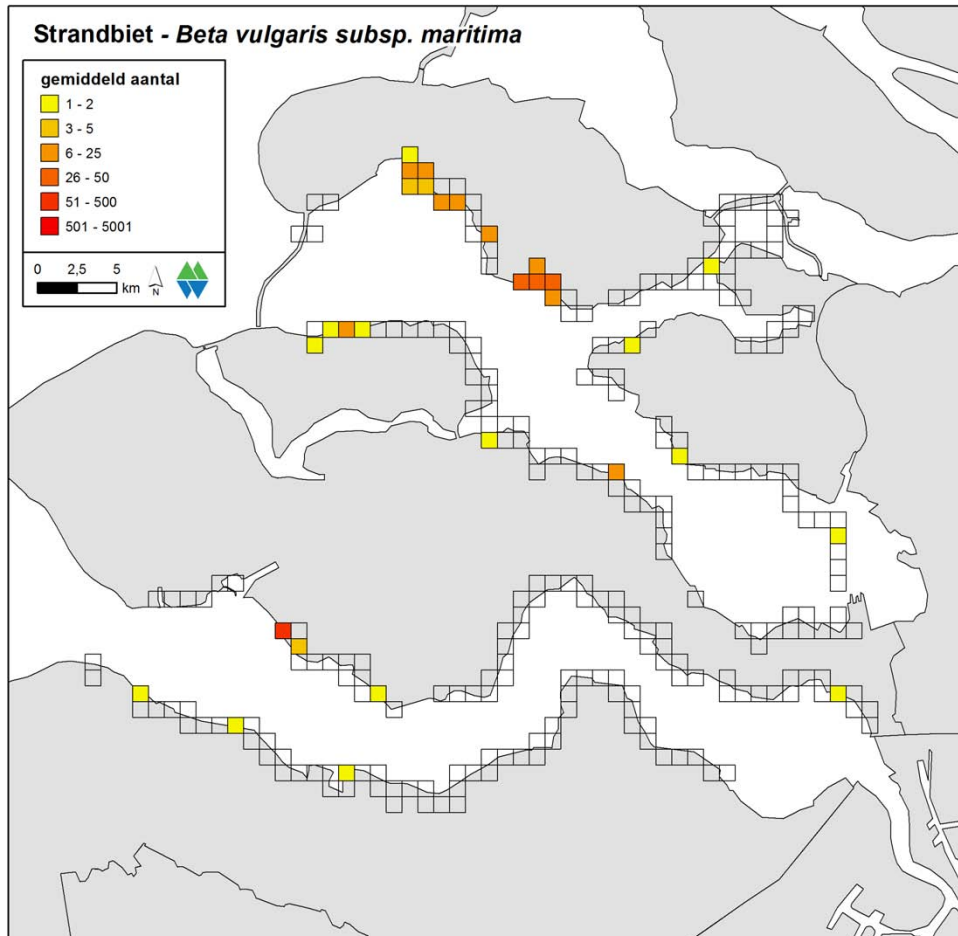 Strandbiet - Beta vulgaris subsp. maritima
gemiddeld aantal
1 - 2
3 - 5
6 - 25
26 - 50
51 - 500
501 - 5001
0 2,5 5
km
N